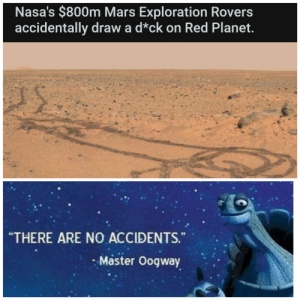 Nasa's $800m Mars Exploration Rovers
accidentally draw a d*ck on Red Planet.
"THERE ARE NO ACCIDENTS."
- Master Oogway